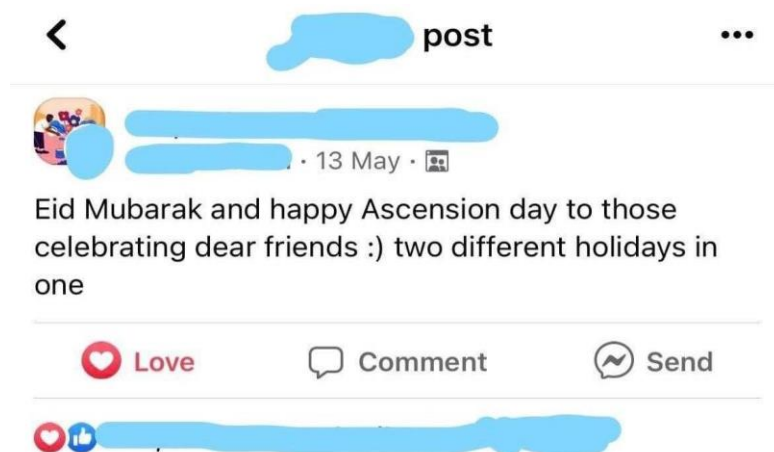 post
· 13 May ·
Eid Mubarak and happy Ascension day to those
celebrating dear friends :) two different holidays in
one
Love
Comment
Send